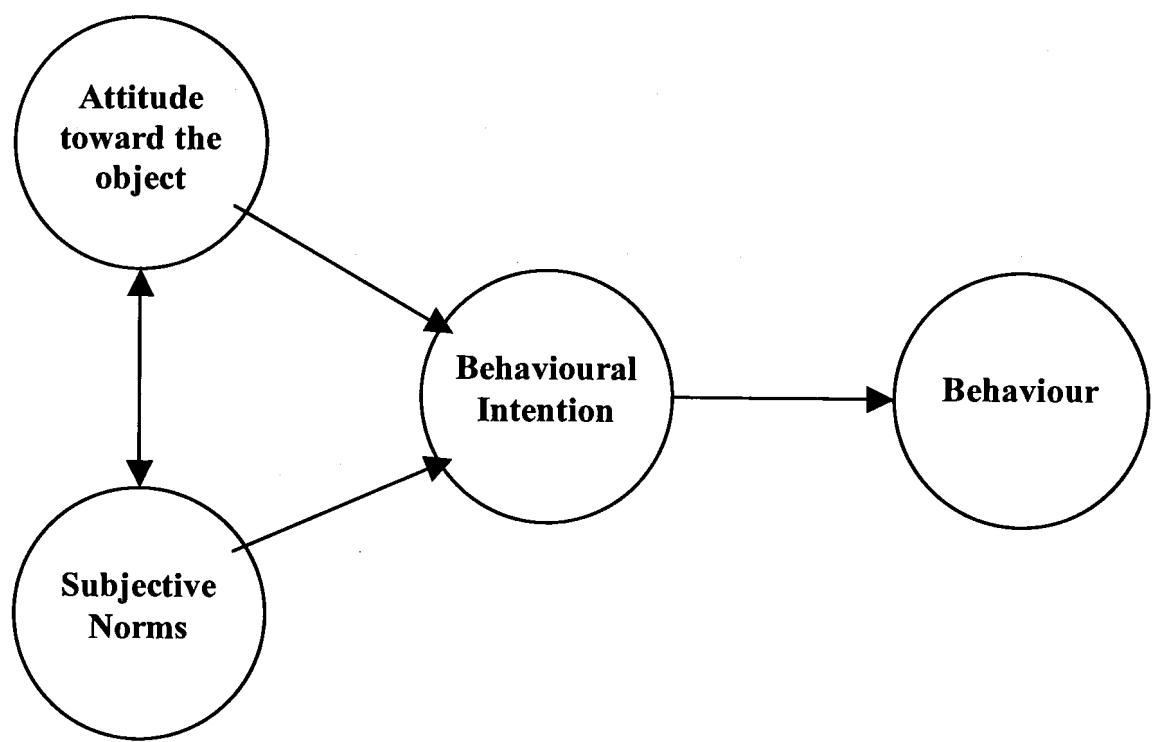 Attitude
toward the
object
Behavioural
Intention
Behaviour
Subjective
Norms